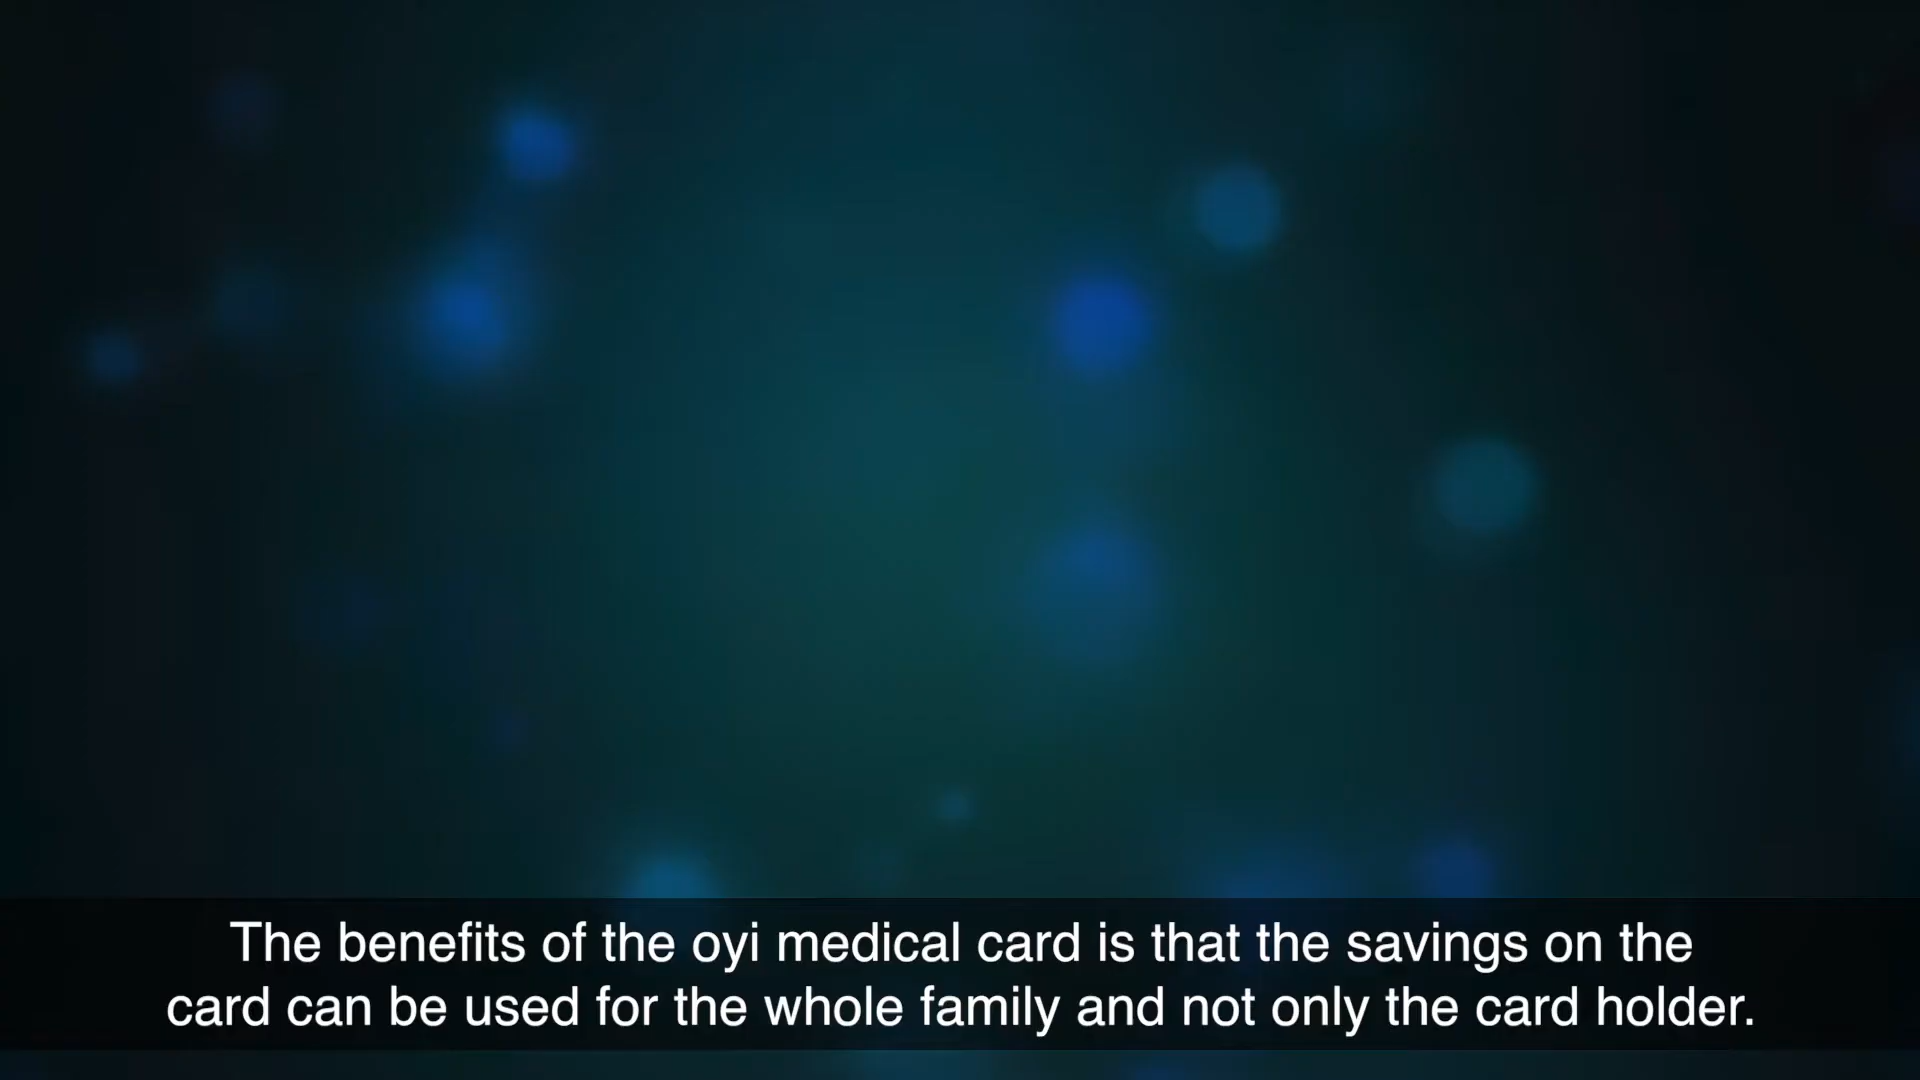 The benefits of the oyi medical card is that the savings on the
card can be used for the whole family and not only the card holder.